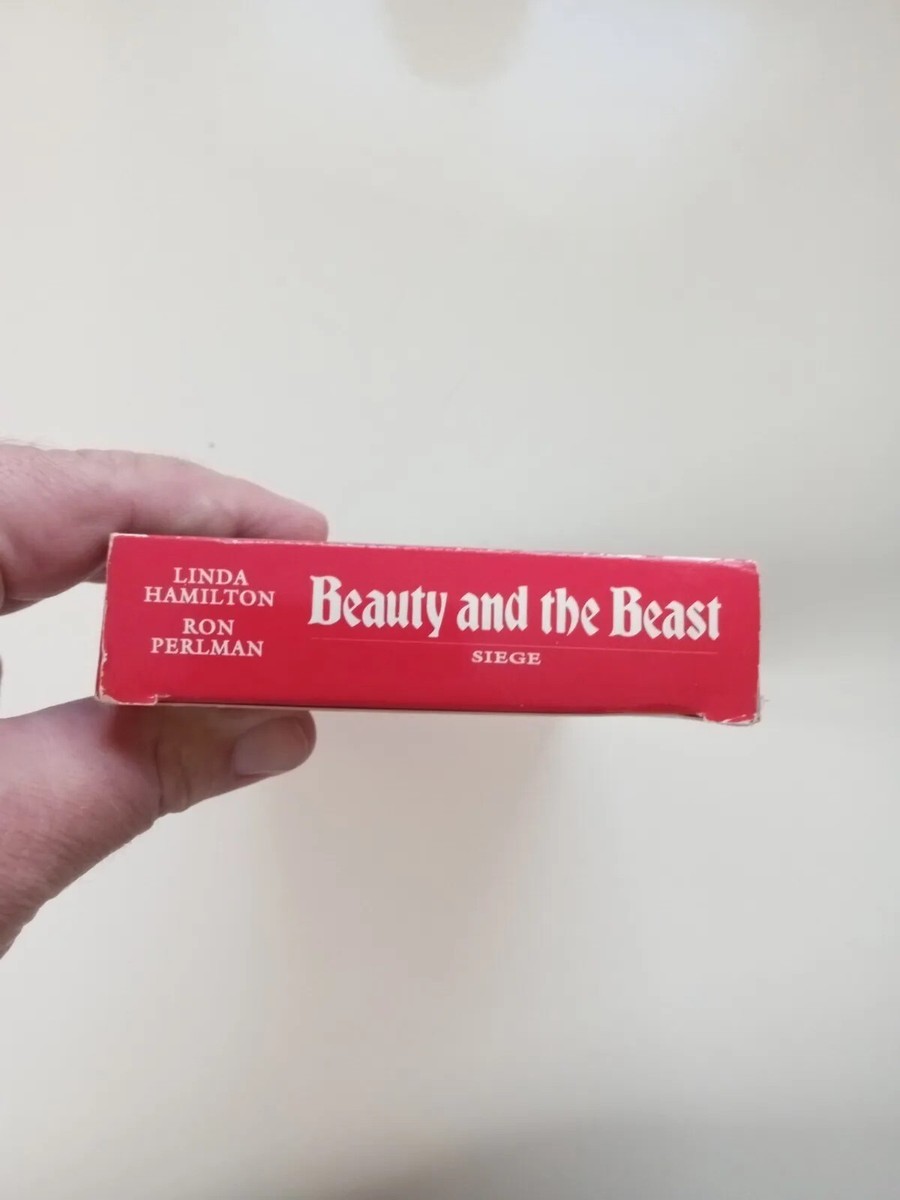 LINDA
HAMILTON
RON
PERLMAN
Beauty and the Beast
SIEGE